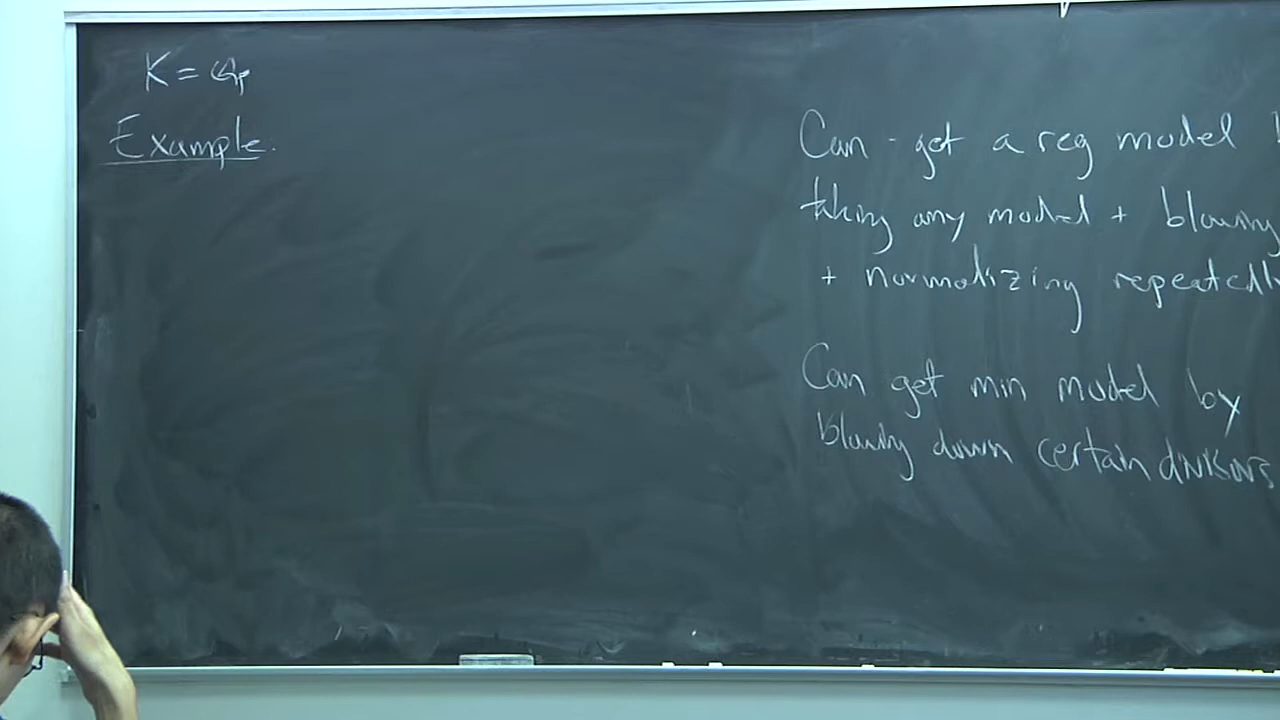 K = ℚp
Example.
Can get a reg model
taking any model + blowing
+ normalizing repeatedly
Can get min model by
blowing down certain divisors